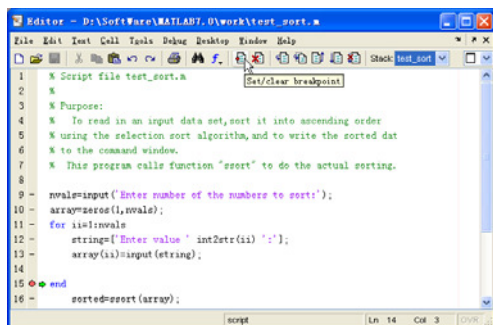 Editor - D:\SoftWare\MATLAB7.0\work\test_sort.m
File Edit Text Cell Tools Debug Desktop Window Help
Stack: test_sort
Set/clear breakpoint
1 % Script file test_sort.m
2 %
3 % Purpose:
4 % To read in an input data set,sort it into ascending order
5 % using the selection sort algorithm,and to write the sorted dat
6 % to the command window.
7 % This program calls function "ssort" to do the actual sorting.
8
9 - nvals=input('Enter number of the numbers to sort:');
10 - array=zeros(1,nvals);
11 - for ii=1:nvals
12 - string=['Enter value ' int2str(ii) ':'];
13 - array(ii)=input(string);
14
15 end
16 - sorted=ssort(array);
script Ln 14 Col 3 OVR